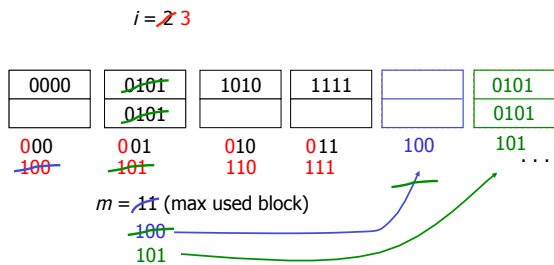 i = 2 3
0000 0101 1010 1111 0101
0101 0101
000 001 010 011 100 101
100 101 110 111 ...
m = 11 (max used block)
100
101